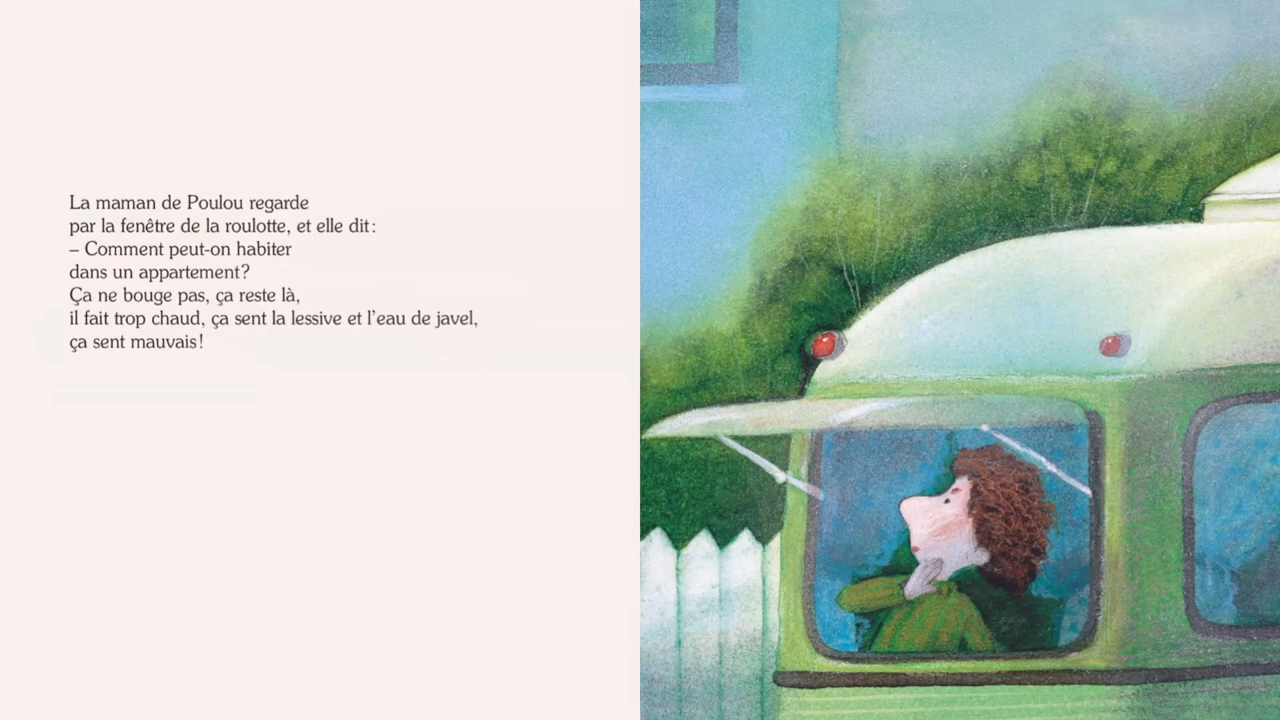 La maman de Poulou regarde
par la fenêtre de la roulotte, et elle dit :
– Comment peut-on habiter
dans un appartement ?
Ça ne bouge pas, ça reste là,
il fait trop chaud, ça sent la lessive et l’eau de javel,
ça sent mauvais !